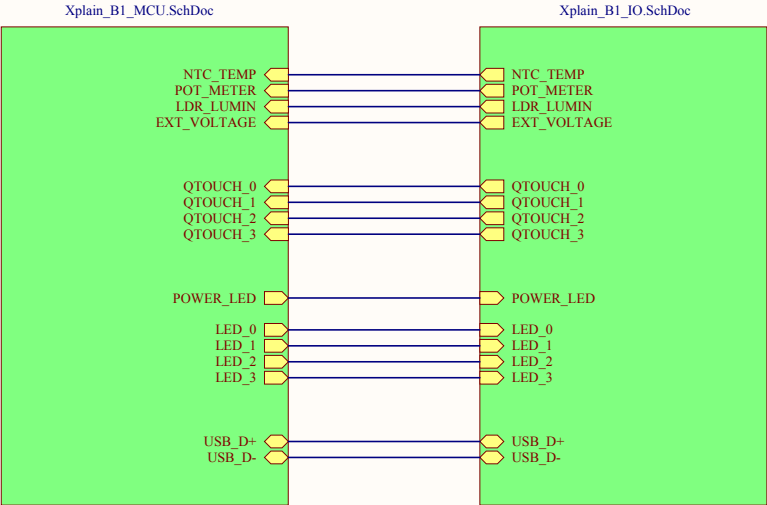 Xplain_B1_MCU.SchDoc
Xplain_B1_IO.SchDoc
NTC_TEMP NTC_TEMP
POT_METER POT_METER
LDR_LUMIN LDR_LUMIN
EXT_VOLTAGE EXT_VOLTAGE
QTOUCH_0 QTOUCH_0
QTOUCH_1 QTOUCH_1
QTOUCH_2 QTOUCH_2
QTOUCH_3 QTOUCH_3
POWER_LED POWER_LED
LED_0 LED_0
LED_1 LED_1
LED_2 LED_2
LED_3 LED_3
USB_D+ USB_D+
USB_D- USB_D-